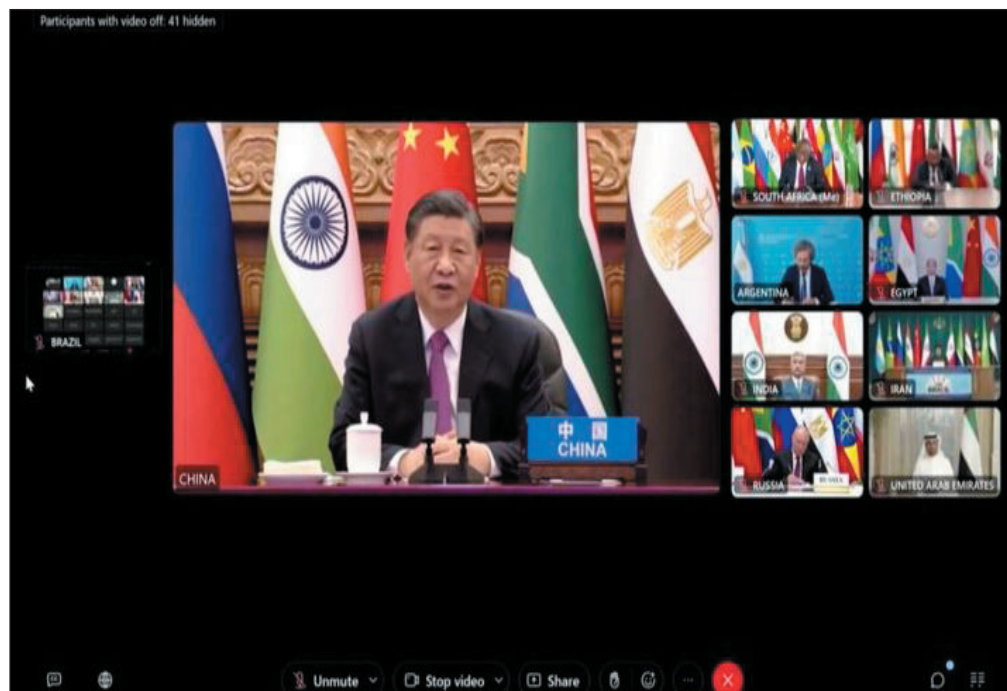 Participants with video off: 41 hidden
BRAZIL
中 国
CHINA
CHINA
SOUTH AFRICA (Me)
ETHIOPIA
ARGENTINA
EGYPT
INDIA
IRAN
RUSSIA
RUSSIA
UNITED ARAB EMIRATES
Unmute
Stop video
Share